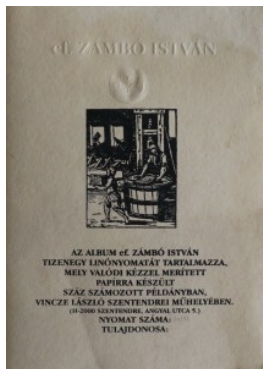 ef. ZÁMBÓ ISTVÁN
AZ ALBUM ef. ZÁMBÓ ISTVÁN
TIZENEGY LINÓNYOMATÁT TARTALMAZZA,
MELY VALÓDI KÉZZEL MERÍTETT
PAPÍRRA KÉSZÜLT
SZÁZ SZÁMOZOTT PÉLDÁNYBAN,
VINCZE LÁSZLÓ SZENTENDREI MŰHELYÉBEN.
(H-2000 SZENTENDRE, ANGYAL UTCA 5.)
NYOMAT SZÁMA:
TULAJDONOSA: